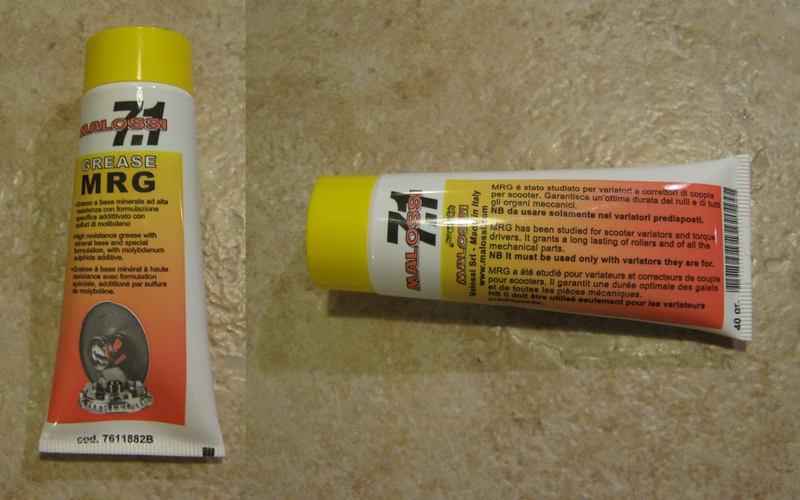 7.1
MALOSSI
GREASE
MRG
•Grasso a base minerale ad alta
resistenza con formulazione
specifica additivato con
solfuri di molibdeno
•High resistance grease with
mineral base and special
formulation, with molybdenum
sulphide additive.
•Graisse à base minéral à haute
résistance avec formulation
spéciale, additionné par sulfure
de molybdène.
cod. 7611882B
7.1
MALOSSI
MALOSSI
Malossi Srl - Made in Italy
www.malossi.com
MRG è stato studiato per variatori e correttori di coppia
per scooter. Garantisce un'ottima durata dei rulli e di tutti
gli organi meccanici.
NB da usare solamente nei variatori predisposti.
MRG has been studied for scooter variators and torque
drivers. It grants a long lasting of rollers and of all the
mechanical parts.
NB It must be used only with variators they are for.
MRG a été etudié pour variateurs et correcteurs de couple
pour scooters. Il garantit une durée optimale des galets
et de toutes les pièces mécaniques.
NB Il doit être utilisé seulement pour les variateurs
prédisposés.
40 gr.